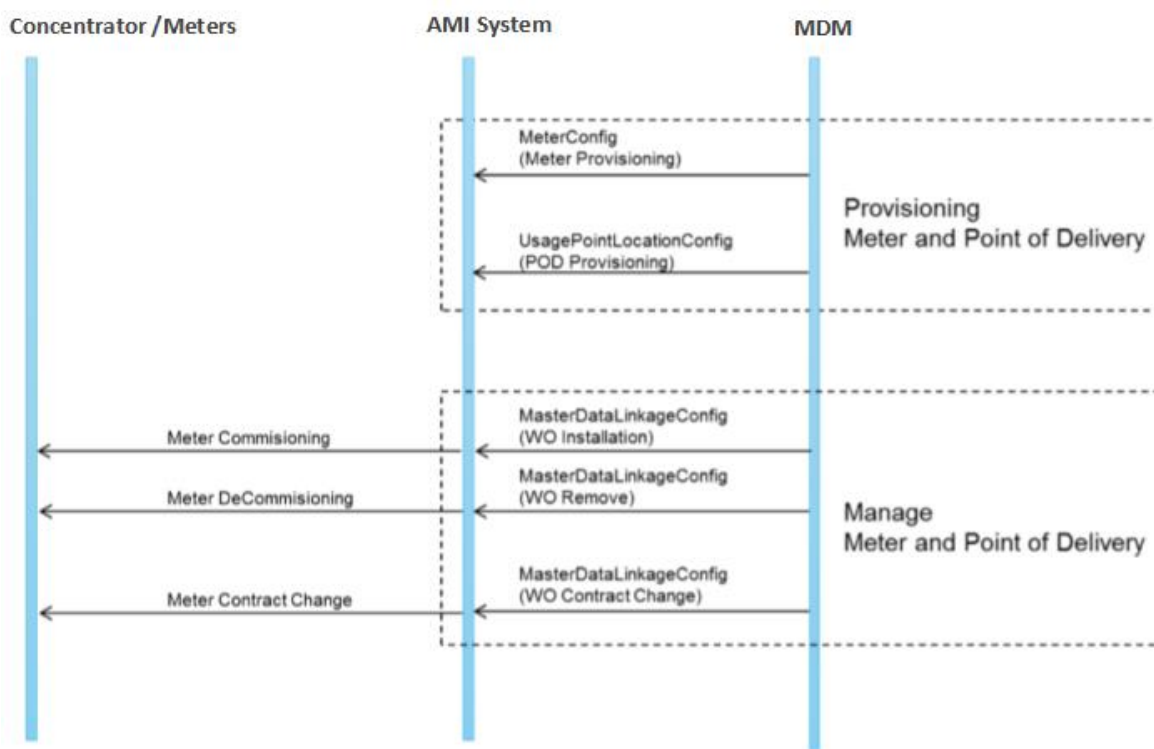 Concentrator /Meters
AMI System
MDM
MeterConfig
(Meter Provisioning)
UsagePointLocationConfig
(POD Provisioning)
Provisioning
Meter and Point of Delivery
MasterDataLinkageConfig
(WO Installation)
Meter Commisioning
MasterDataLinkageConfig
(WO Remove)
Meter DeCommisioning
MasterDataLinkageConfig
(WO Contract Change)
Meter Contract Change
Manage
Meter and Point of Delivery